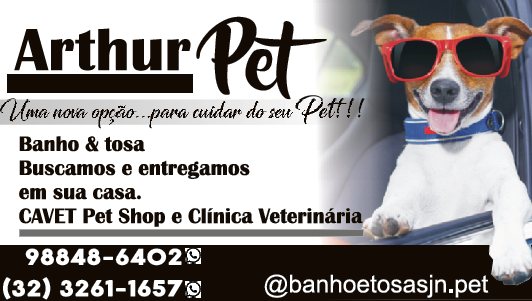 Arthur Pet
Uma nova opção...para cuidar do seu Pet!!!
Banho & tosa
Buscamos e entregamos
em sua casa.
CAVET Pet Shop e Clínica Veterinária
98848-6402
(32) 3261-1657
@banhoetosasjn.pet